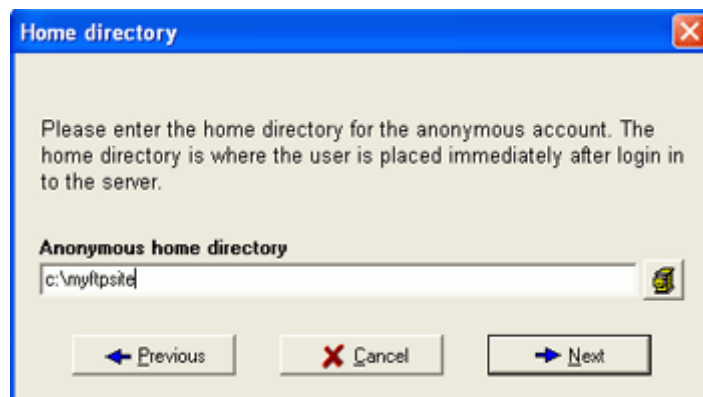 Home directory
Please enter the home directory for the anonymous account. The
home directory is where the user is placed immediately after login in
to the server.
Anonymous home directory
c:\myftpsite
Previous
Cancel
Next